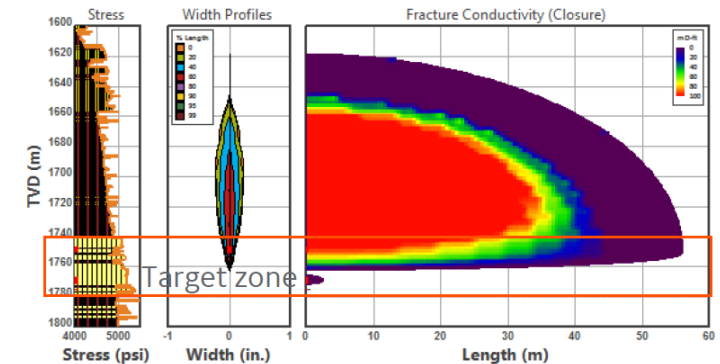 Stress
Width Profiles
Fracture Conductivity (Closure)
% Length
0
20
40
60
80
90
95
99
mD-ft
0
20
40
60
80
100
TVD (m)
1600
1620
1640
1660
1680
1700
1720
1740
1760
1780
1800
Target zone
4000 5000
-1 0 1
0 10 20 30 40 50 60
Stress (psi)
Width (in.)
Length (m)